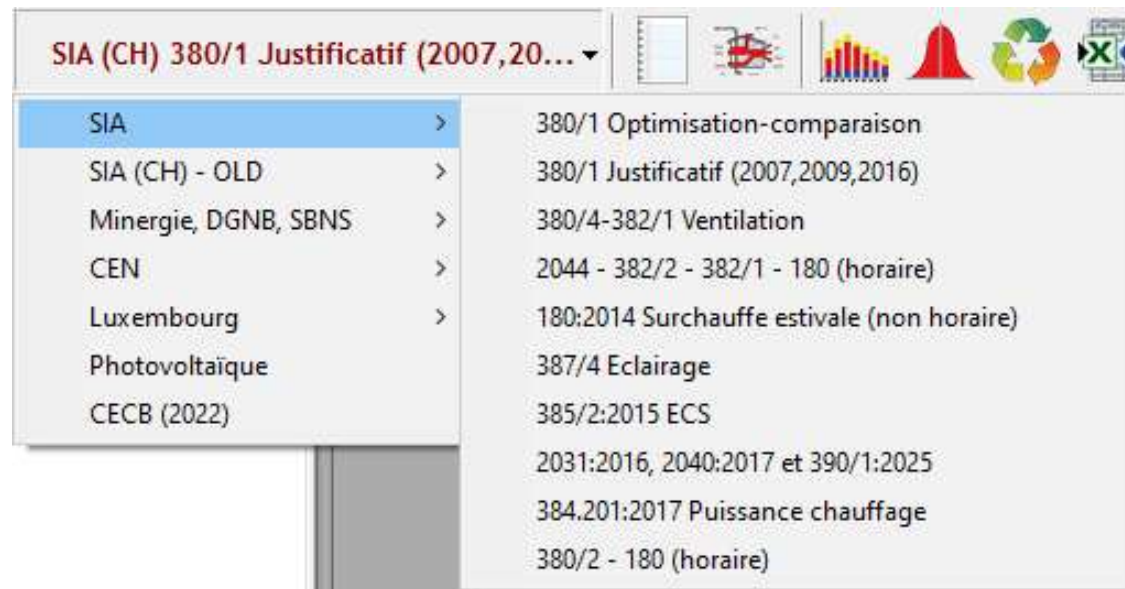 SIA (CH) 380/1 Justificatif (2007,20...
SIA
SIA (CH) - OLD
Minergie, DGNB, SBNS
CEN
Luxembourg
Photovoltaïque
CECB (2022)
380/1 Optimisation-comparaison
380/1 Justificatif (2007,2009,2016)
380/4-382/1 Ventilation
2044 - 382/2 - 382/1 - 180 (horaire)
180:2014 Surchauffe estivale (non horaire)
387/4 Eclairage
385/2:2015 ECS
2031:2016, 2040:2017 et 390/1:2025
384.201:2017 Puissance chauffage
380/2 - 180 (horaire)